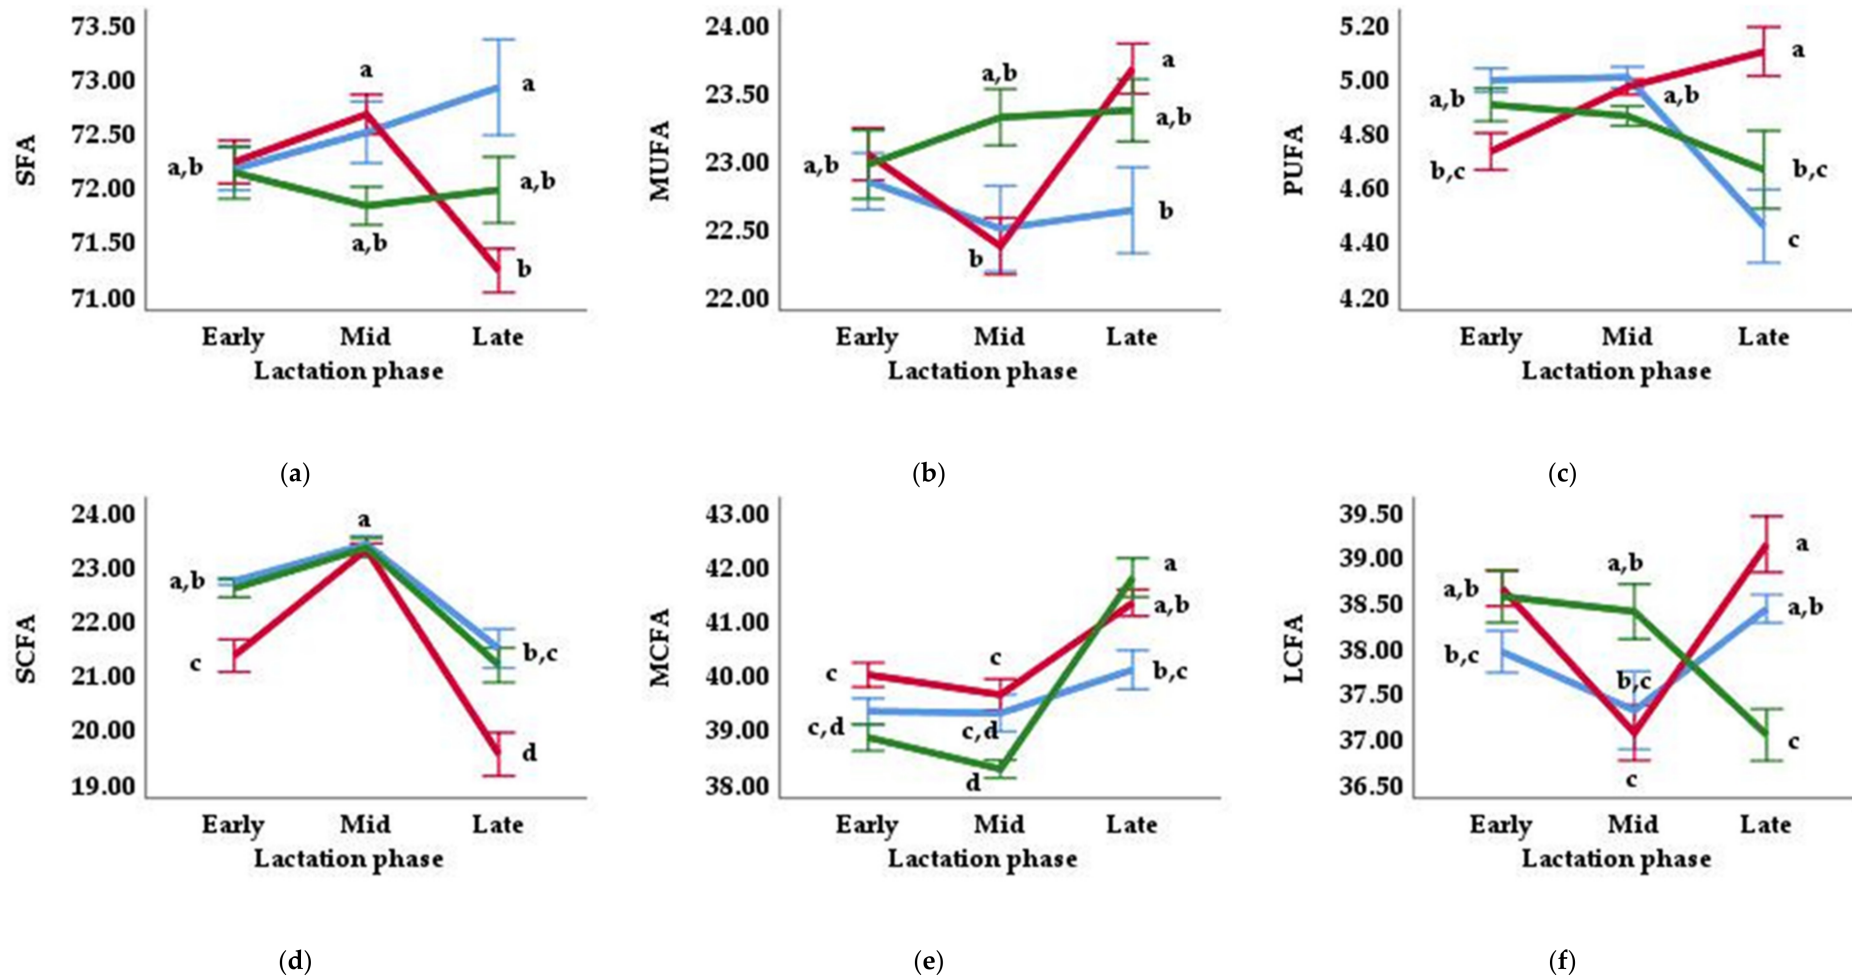 73.50
73.00
72.50
72.00
71.50
71.00
SFA
a
a
a,b
a,b
a,b
b
Early Mid Late
Lactation phase
(a)
24.00
23.50
23.00
22.50
22.00
MUFA
a
a,b
a,b
a,b
b
b
Early Mid Late
Lactation phase
(b)
5.20
5.00
4.80
4.60
4.40
4.20
PUFA
a
a,b
a,b
b,c
b,c
c
Early Mid Late
Lactation phase
(c)
24.00
23.00
22.00
21.00
20.00
19.00
SCFA
a
a,b
b,c
c
d
Early Mid Late
Lactation phase
(d)
43.00
42.00
41.00
40.00
39.00
38.00
MCFA
a
a,b
c
c
b,c
c,d
c,d
d
Early Mid Late
Lactation phase
(e)
39.50
39.00
38.50
38.00
37.50
37.00
36.50
LCFA
a
a,b
a,b
a,b
b,c
b,c
c
c
Early Mid Late
Lactation phase
(f)